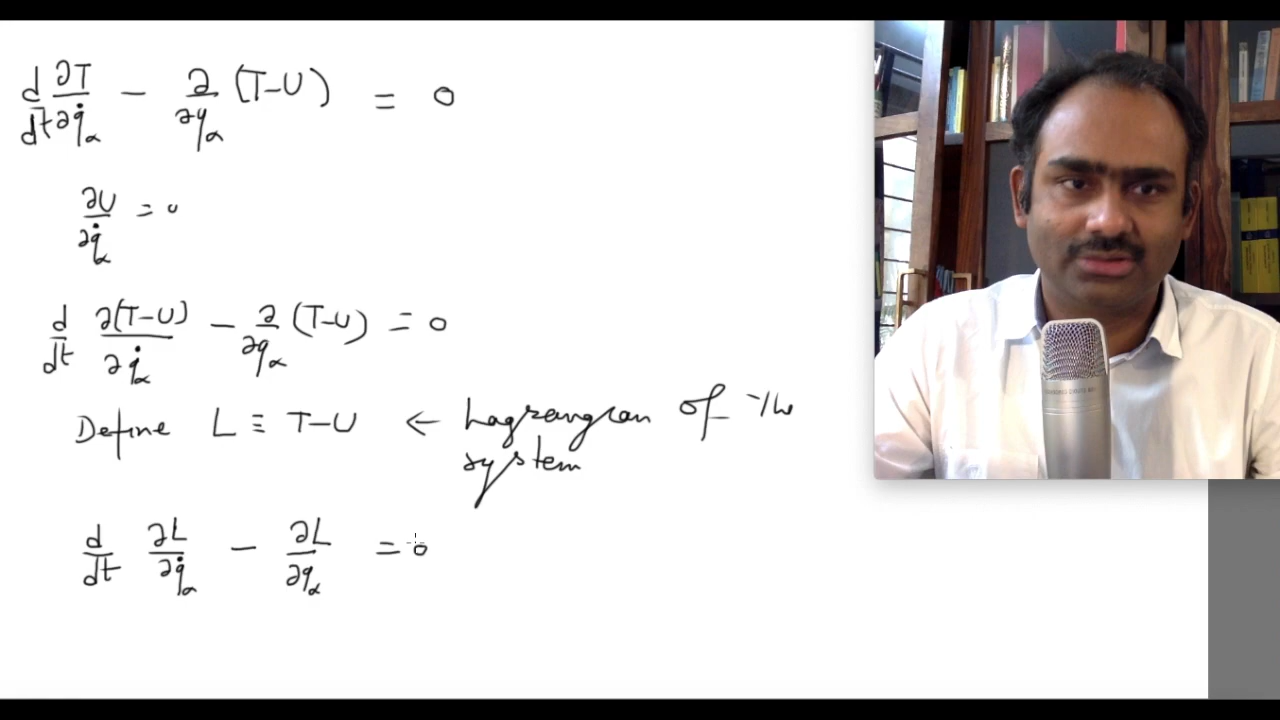 d/dt ∂T/∂q̇α − ∂/∂qα (T−U) = 0
∂U/∂q̇α = 0
d/dt ∂(T−U)/∂q̇α − ∂/∂qα (T−U) = 0
Define L ≡ T−U ← Lagrangian of the
system
d/dt ∂L/∂q̇α − ∂L/∂qα = 0